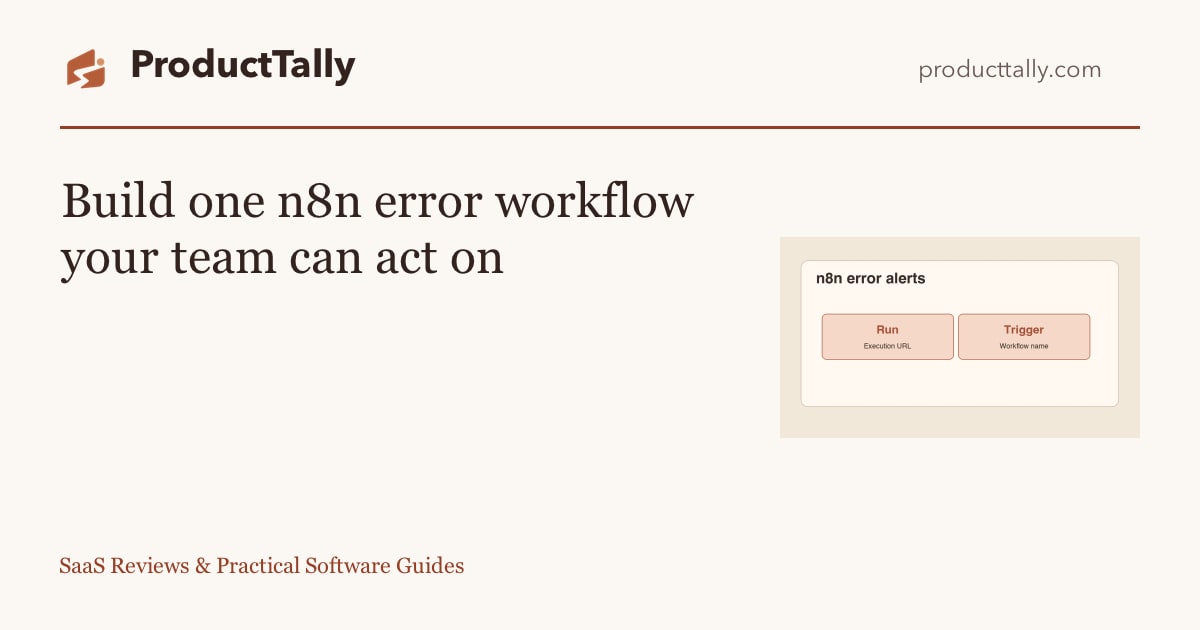 ProductTally
producttally.com
Build one n8n error workflow
your team can act on
n8n error alerts
Run
Execution URL
Trigger
Workflow name
SaaS Reviews & Practical Software Guides